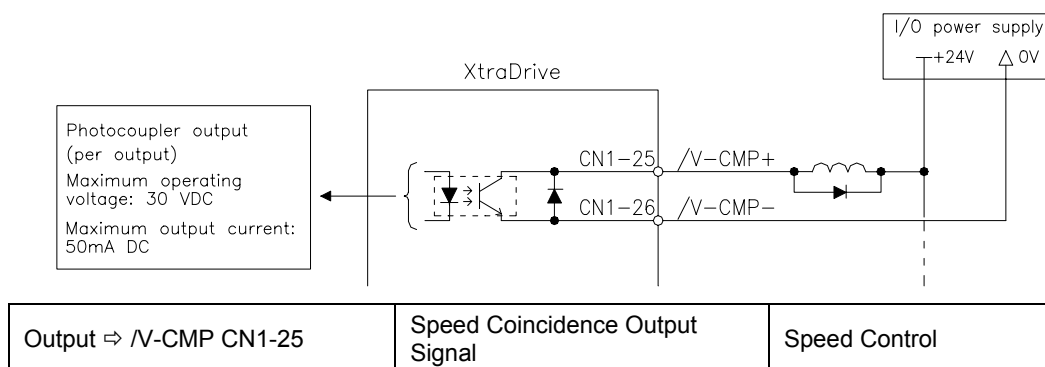 I/O power supply
+24V 0V
XtraDrive
Photocoupler output
(per output)
Maximum operating
voltage: 30 VDC
Maximum output current:
50mA DC
CN1-25 /V-CMP+
CN1-26 /V-CMP-
Output ⇨ /V-CMP CN1-25
Speed Coincidence Output
Signal
Speed Control